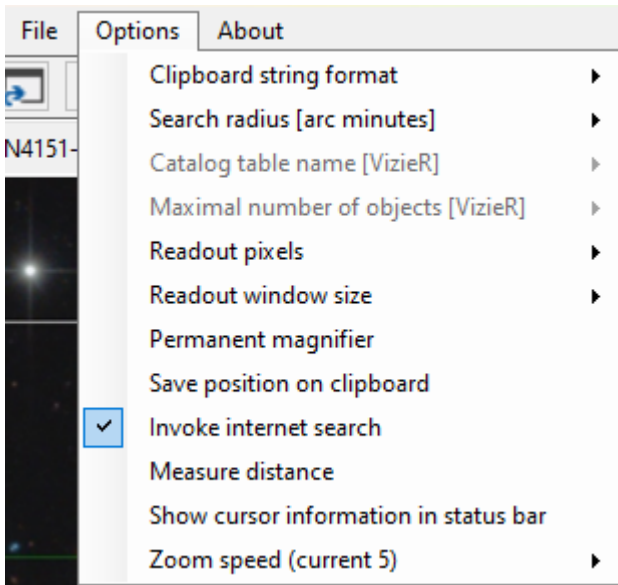 File Options About
Clipboard string format
Search radius [arc minutes]
N4151-
Catalog table name [VizieR]
Maximal number of objects [VizieR]
Readout pixels
Readout window size
Permanent magnifier
Save position on clipboard
Invoke internet search
Measure distance
Show cursor information in status bar
Zoom speed (current 5)